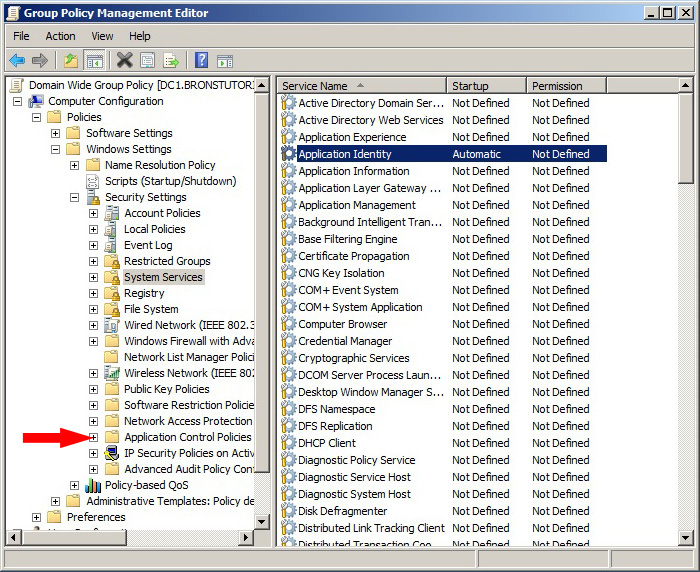 Group Policy Management Editor
File Action View Help
Domain Wide Group Policy [DC1.BRONSTUTOR
Computer Configuration
Policies
Software Settings
Windows Settings
Name Resolution Policy
Scripts (Startup/Shutdown)
Security Settings
Account Policies
Local Policies
Event Log
Restricted Groups
System Services
Registry
File System
Wired Network (IEEE 802.3
Windows Firewall with Adva
Network List Manager Polici
Wireless Network (IEEE 802
Public Key Policies
Software Restriction Policie
Network Access Protection
Application Control Policies
IP Security Policies on Activ
Advanced Audit Policy Con
Policy-based QoS
Administrative Templates: Policy de
Preferences
Service Name Startup Permission
Active Directory Domain Ser... Not Defined Not Defined
Active Directory Web Services Not Defined Not Defined
Application Experience Not Defined Not Defined
Application Identity Automatic Not Defined
Application Information Not Defined Not Defined
Application Layer Gateway ... Not Defined Not Defined
Application Management Not Defined Not Defined
Background Intelligent Tran... Not Defined Not Defined
Base Filtering Engine Not Defined Not Defined
Certificate Propagation Not Defined Not Defined
CNG Key Isolation Not Defined Not Defined
COM+ Event System Not Defined Not Defined
COM+ System Application Not Defined Not Defined
Computer Browser Not Defined Not Defined
Credential Manager Not Defined Not Defined
Cryptographic Services Not Defined Not Defined
DCOM Server Process Laun... Not Defined Not Defined
Desktop Window Manager S... Not Defined Not Defined
DFS Namespace Not Defined Not Defined
DFS Replication Not Defined Not Defined
DHCP Client Not Defined Not Defined
Diagnostic Policy Service Not Defined Not Defined
Diagnostic Service Host Not Defined Not Defined
Diagnostic System Host Not Defined Not Defined
Disk Defragmenter Not Defined Not Defined
Distributed Link Tracking Client Not Defined Not Defined
Distributed Transaction Coo... Not Defined Not Defined